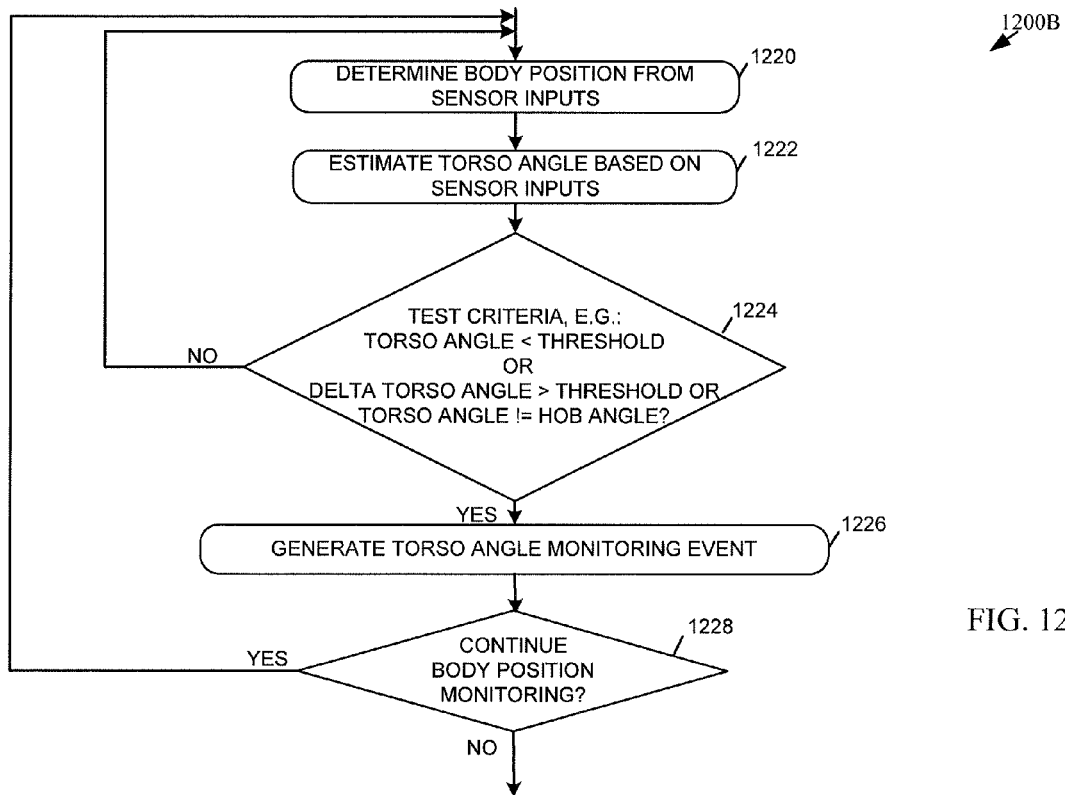 1200B
1220
DETERMINE BODY POSITION FROM
SENSOR INPUTS
1222
ESTIMATE TORSO ANGLE BASED ON
SENSOR INPUTS
1224
TEST CRITERIA, E.G.:
TORSO ANGLE < THRESHOLD
OR
DELTA TORSO ANGLE > THRESHOLD OR
TORSO ANGLE != HOB ANGLE?
NO
YES
1226
GENERATE TORSO ANGLE MONITORING EVENT
1228
CONTINUE
BODY POSITION
MONITORING?
YES
NO
FIG. 12